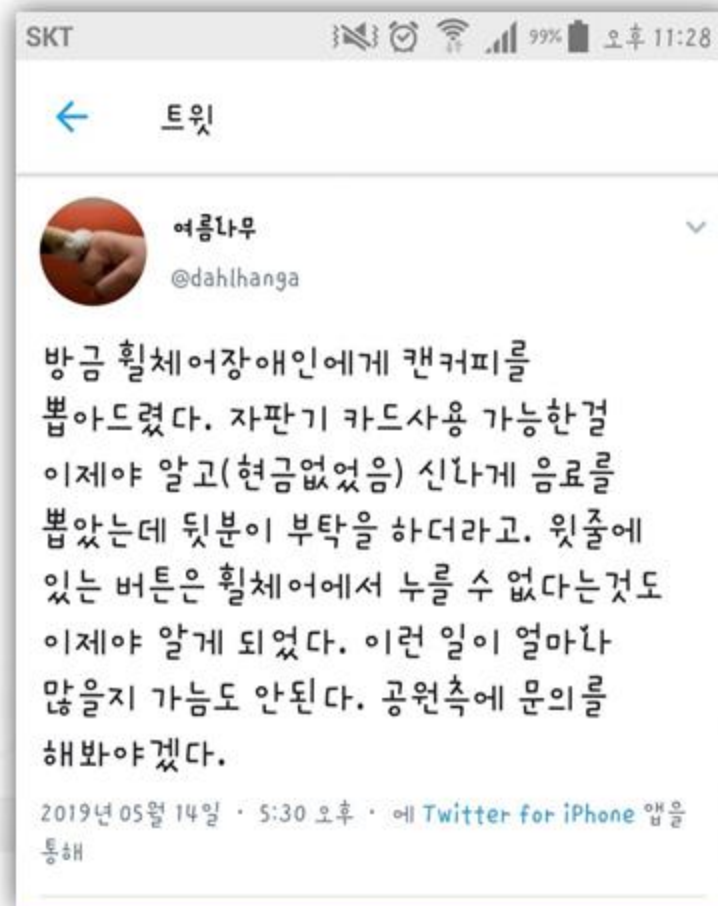 SKT 99% 오후 11:28
트윗
여름나무
@dahlhanga
방금 휠체어장애인에게 캔커피를
뽑아드렸다. 자판기 카드사용 가능한걸
이제야 알고(현금없었음) 신나게 음료를
뽑았는데 뒷분이 부탁을 하더라고. 윗줄에
있는 버튼은 휠체어에서 누를 수 없다는것도
이제야 알게 되었다. 이런 일이 얼마나
많을지 가늠도 안된다. 공원측에 문의를
해봐야겠다.
2019년 05월 14일 · 5:30 오후 · 에 Twitter for iPhone 앱을
통해